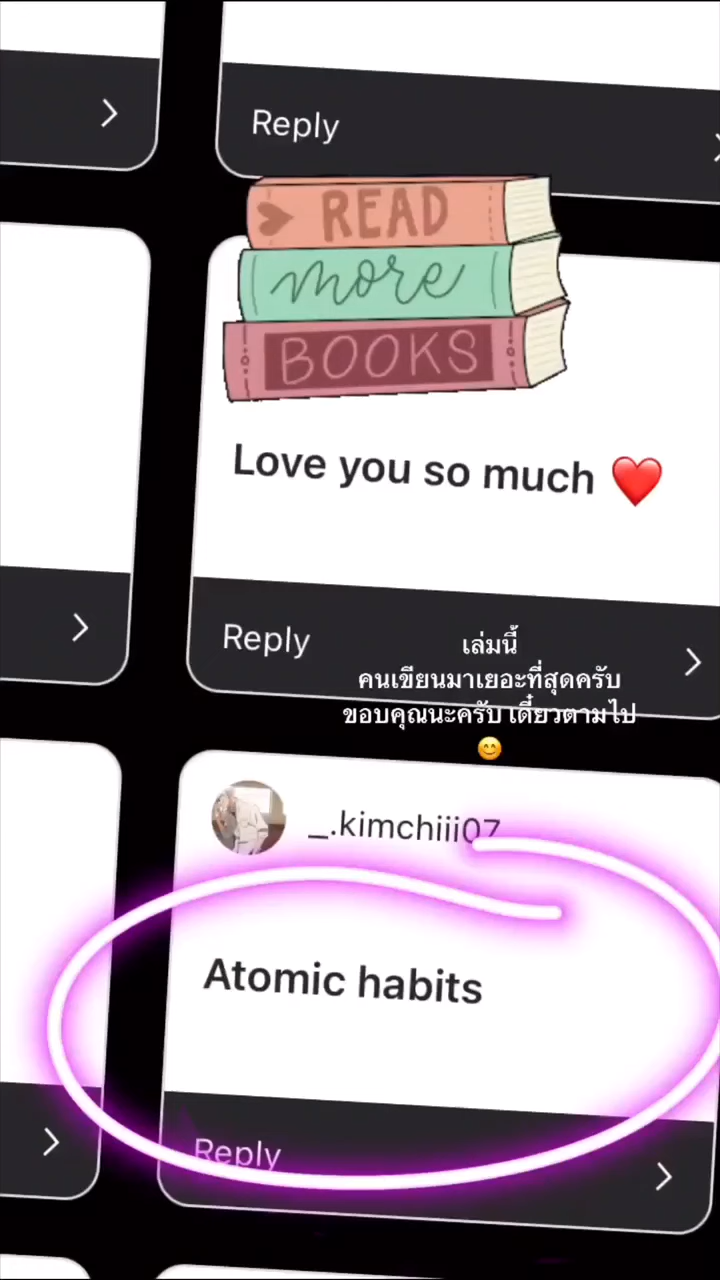 Reply
READ
more
BOOKS
Love you so much ❤️
Reply
เล่มนี้
คนเขียนมาเยอะที่สุดครับ
ขอบคุณนะครับ เดี๋ยวตามไป
😊
_.kimchiii07
Atomic habits
Reply